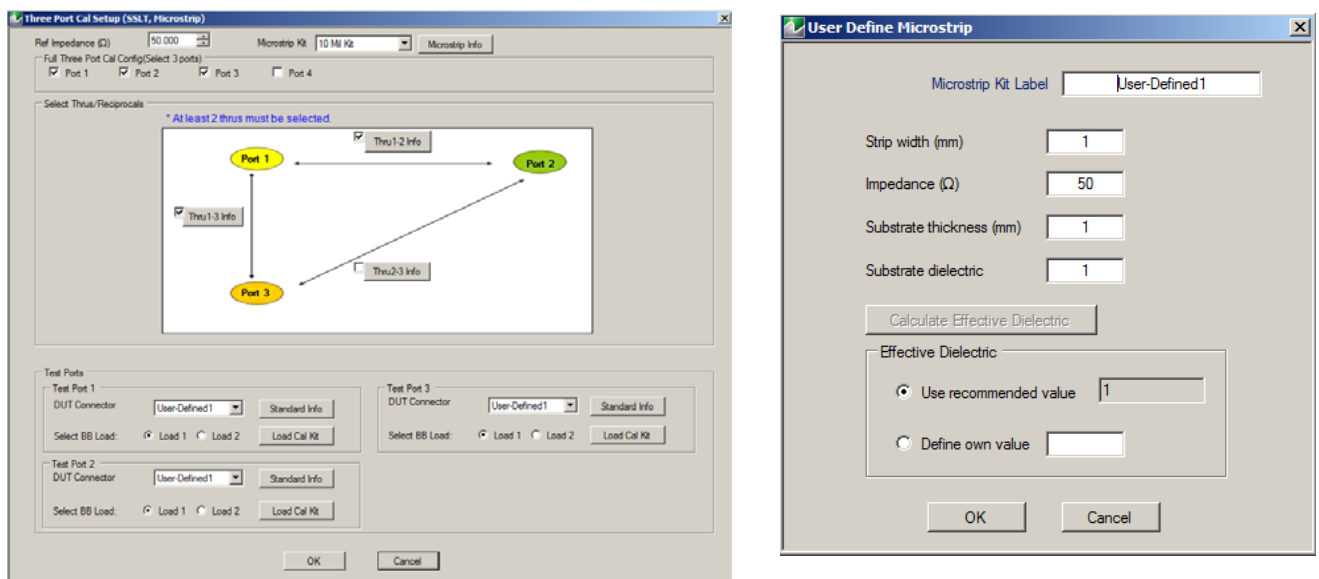 Three Port Cal Setup (SSLT, Microstrip)
Ref Impedance (Ω) 50.000 Microstrip Kit 10 Mil Kit Microstrip Info
Full Three Port Cal Config(Select 3 ports)
Port 1 Port 2 Port 3 Port 4
Select Thrus/Reciprocals
* At least 2 thrus must be selected.
Thru1-2 Info
Port 1
Port 2
Thru1-3 Info
Thru2-3 Info
Port 3
Test Ports
Test Port 1
DUT Connector User-Defined1 Standard Info
Select BB Load: Load 1 Load 2 Load Cal Kit
Test Port 3
DUT Connector User-Defined1 Standard Info
Select BB Load: Load 1 Load 2 Load Cal Kit
Test Port 2
DUT Connector User-Defined1 Standard Info
Select BB Load: Load 1 Load 2 Load Cal Kit
OK Cancel
User Define Microstrip
Microstrip Kit Label User-Defined1
Strip width (mm) 1
Impedance (Ω) 50
Substrate thickness (mm) 1
Substrate dielectric 1
Calculate Effective Dielectric
Effective Dielectric
Use recommended value 1
Define own value
OK Cancel